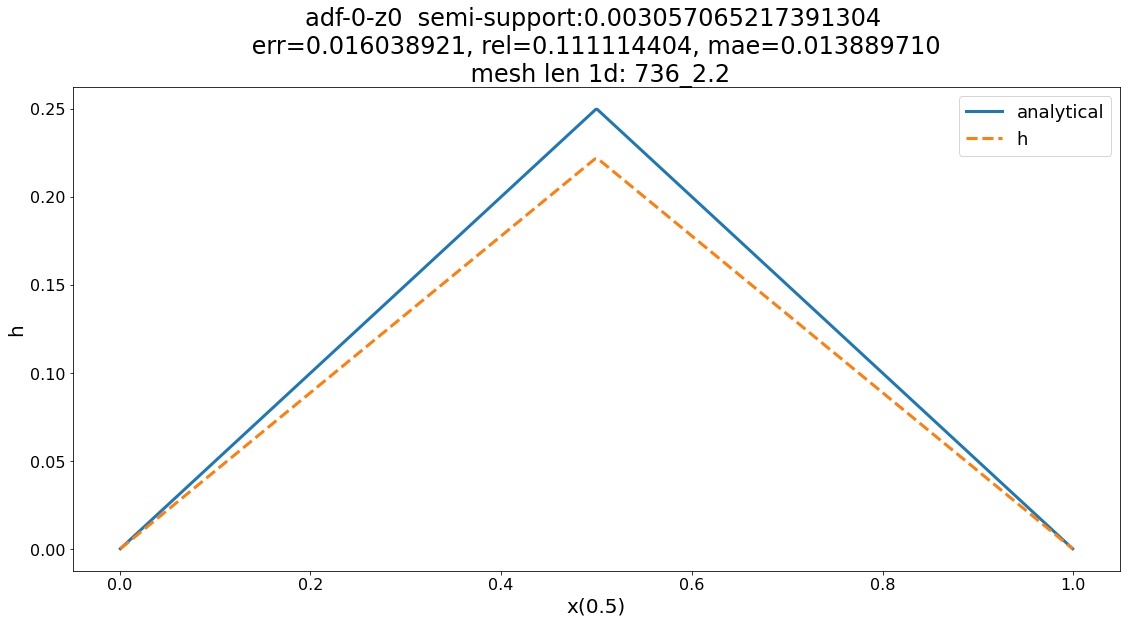 adf-0-z0  semi-support:0.003057065217391304
err=0.016038921, rel=0.111114404, mae=0.013889710
mesh len 1d: 736_2.2
analytical
h
0.25
0.20
0.15
0.10
0.05
0.00
h
0.0
0.2
0.4
0.6
0.8
1.0
x(0.5)